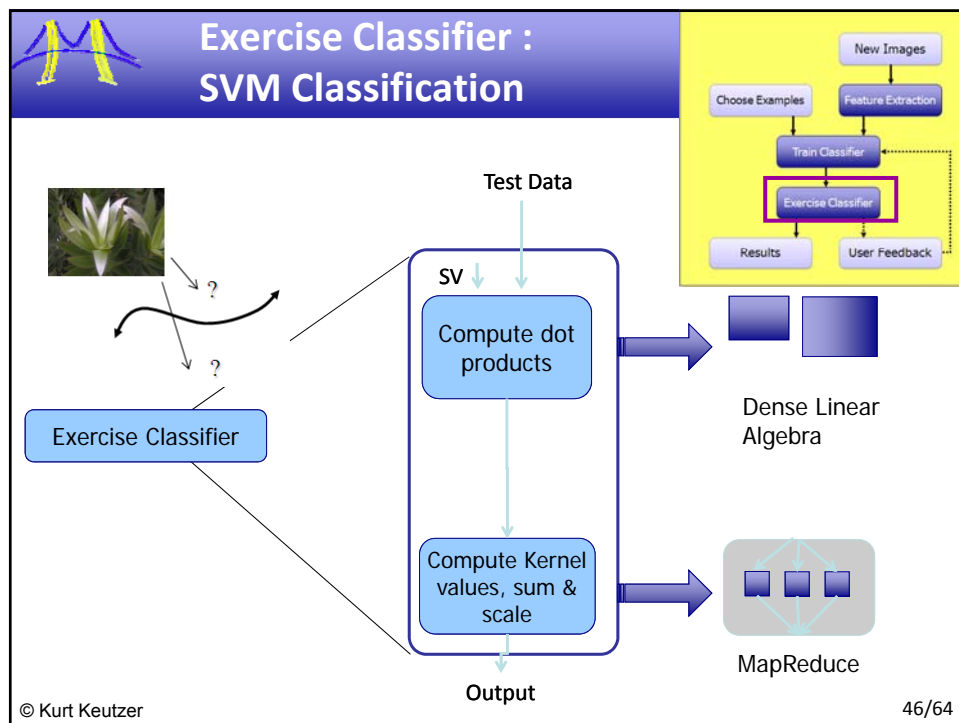 Exercise Classifier :
SVM Classification
New Images
Choose Examples
Feature Extraction
Train Classifier
Exercise Classifier
Results
User Feedback
Test Data
SV
?
?
Compute dot
products
Dense Linear
Algebra
Exercise Classifier
Compute Kernel
values, sum &
scale
MapReduce
Output
© Kurt Keutzer
46/64